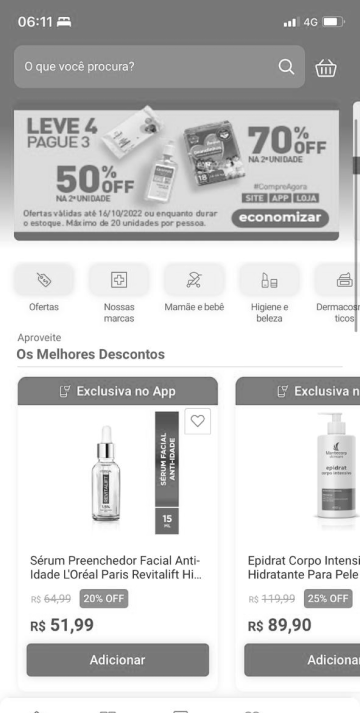 06:11
4G
O que você procura?
LEVE 4
PAGUE 3
50% OFF
NA 2ª UNIDADE
70% OFF
NA 2ª UNIDADE
#CompreAgora
SITE | APP | LOJA
economizar
Ofertas válidas até 16/10/2022 ou enquanto durar
o estoque. Máximo de 20 unidades por pessoa.
Ofertas
Nossas
marcas
Mamãe e bebê
Higiene e
beleza
Dermacos
ticos
Aproveite
Os Melhores Descontos
Exclusiva no App
Exclusiva n
SÉRUM FACIAL
ANTI-IDADE
REVITALIFT
15
ML
epidrat
corpo intensivo
Sérum Preenchedor Facial Anti-
Idade L'Oréal Paris Revitalift Hi...
R$ 64,99 20% OFF
R$ 51,99
Adicionar
Epidrat Corpo Intensi
Hidratante Para Pele
R$ 119,99 25% OFF
R$ 89,90
Adiciona